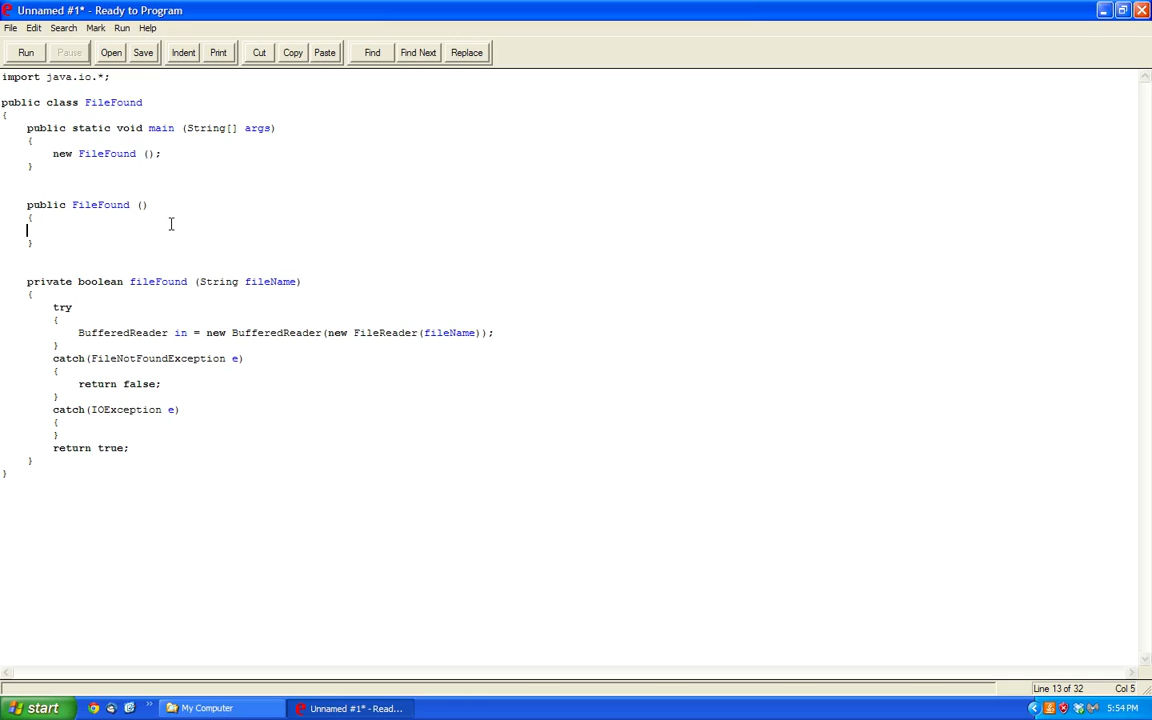 Unnamed #1* - Ready to Program
File Edit Search Mark Run Help
Run Pause Open Save Indent Print Cut Copy Paste Find Find Next Replace
import java.io.*;
public class FileFound
{
public static void main (String[] args)
{
new FileFound ();
}
public FileFound ()
{
}
private boolean fileFound (String fileName)
{
try
{
BufferedReader in = new BufferedReader(new FileReader(fileName));
}
catch(FileNotFoundException e)
{
return false;
}
catch(IOException e)
{
}
return true;
}
}
Line 13 of 32 Col 5
start My Computer Unnamed #1* - Read... 5:54 PM